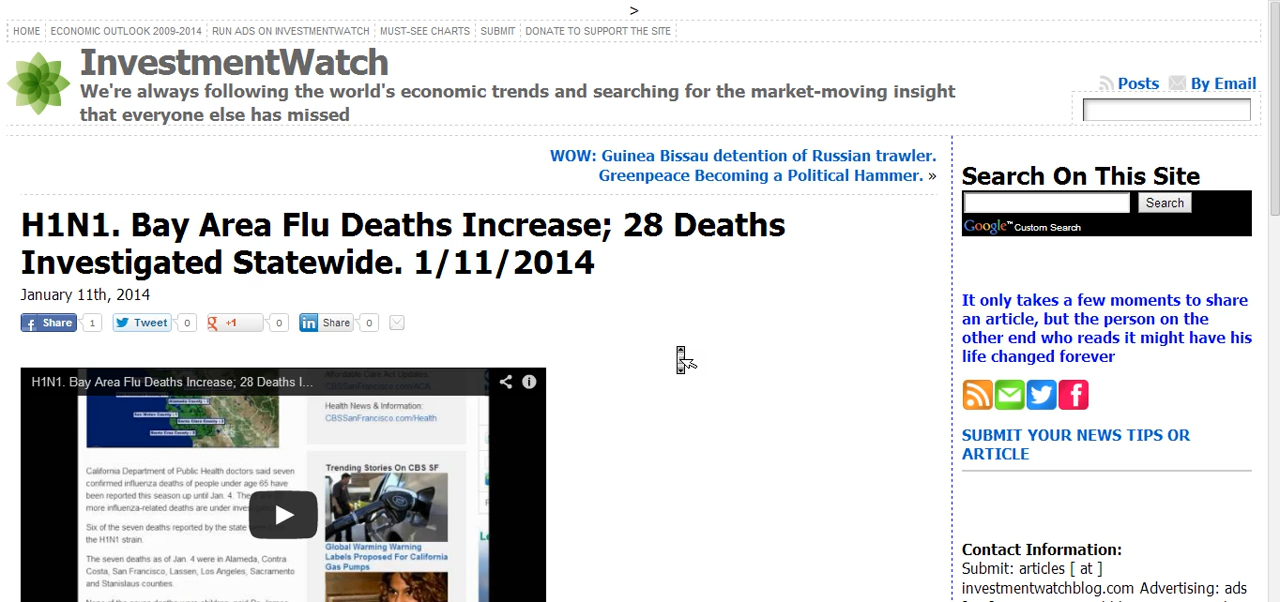 >
HOME ECONOMIC OUTLOOK 2009-2014 RUN ADS ON INVESTMENTWATCH MUST-SEE CHARTS SUBMIT DONATE TO SUPPORT THE SITE
InvestmentWatch
We're always following the world's economic trends and searching for the market-moving insight
that everyone else has missed
Posts By Email
WOW: Guinea Bissau detention of Russian trawler.
Greenpeace Becoming a Political Hammer. »
H1N1. Bay Area Flu Deaths Increase; 28 Deaths
Investigated Statewide. 1/11/2014
January 11th, 2014
Share 1 Tweet 0 +1 0 in Share 0
H1N1. Bay Area Flu Deaths Increase; 28 Deaths I...
Affordable Care Act Updates:
CBSSanFrancisco.com/ACA
Health News & Information:
CBSSanFrancisco.com/Health
California Department of Public Health doctors said seven
confirmed influenza deaths of people under age 65 have
been reported this season up until Jan. 4.
more influenza-related deaths are under
Six of the seven deaths reported by the state
the H1N1 strain.
The seven deaths as of Jan. 4 were in Alameda, Contra
Costa, San Francisco, Lassen, Los Angeles, Sacramento
and Stanislaus counties.
Trending Stories On CBS SF
Global Warming Warning
Labels Proposed For California
Gas Pumps
Search On This Site
Search
Google™ Custom Search
It only takes a few moments to share
an article, but the person on the
other end who reads it might have his
life changed forever
SUBMIT YOUR NEWS TIPS OR
ARTICLE
Contact Information:
Submit: articles [ at ]
investmentwatchblog.com Advertising: ads